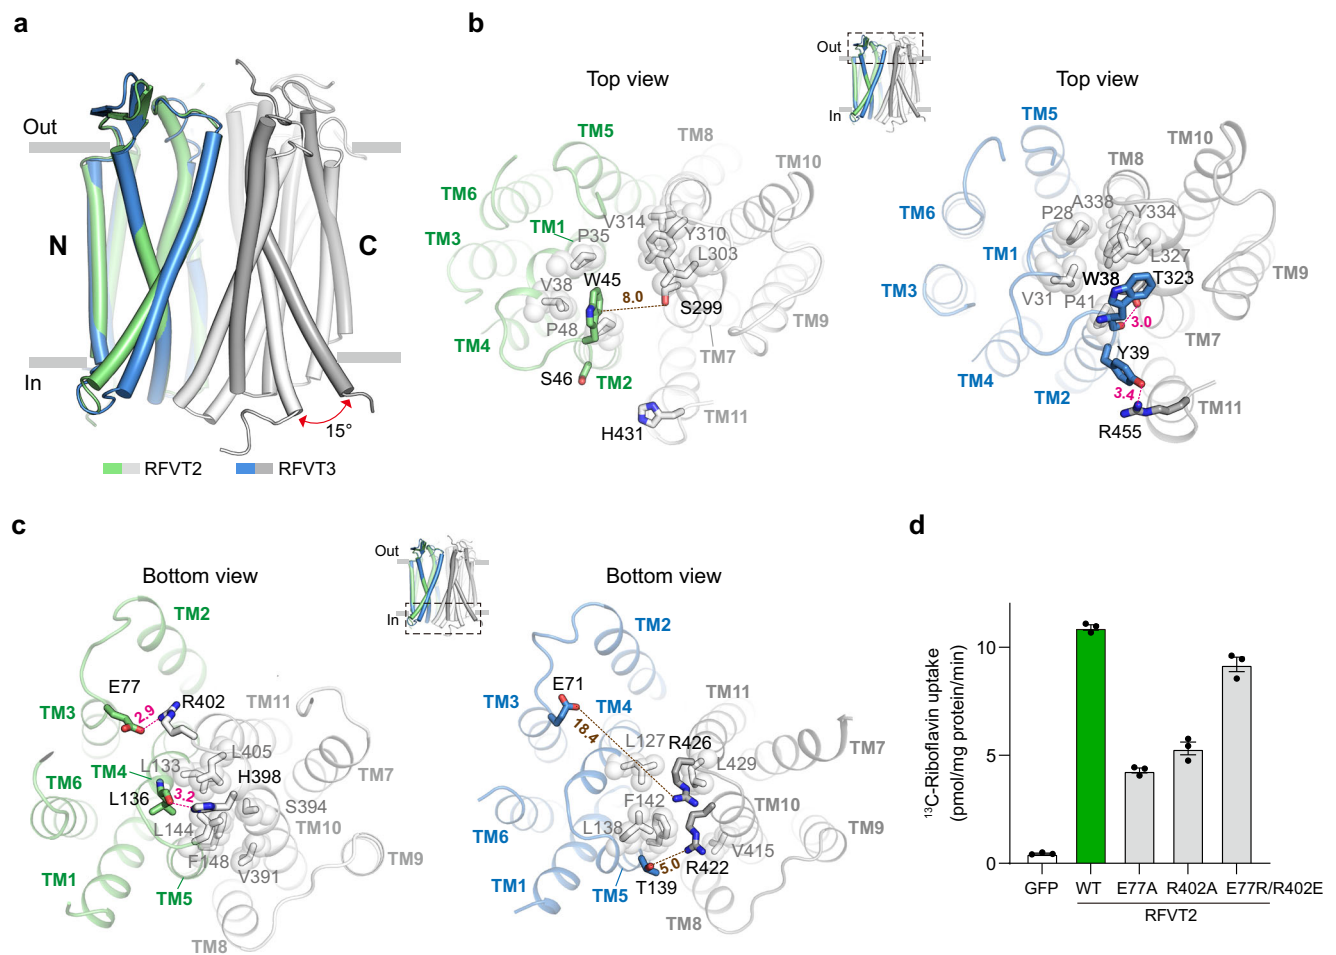 a
Out
N
C
In
15°
RFVT2
RFVT3
b
Out
In
Top view
TM5
TM8
TM10
TM6
V314
TM1
Y310
TM3
P35
L303
W45
V38
8.0
S299
P48
TM9
TM4
TM7
S46
TM2
TM11
H431
Top view
TM5
TM10
TM8
A338
TM6
P28
Y334
TM1
L327
TM9
W38
T323
TM3
V31
P41
3.0
TM7
Y39
TM4
TM2
3.4
TM11
R455
c
Out
In
Bottom view
TM2
E77
R402
TM11
TM3
2.9
L405
L133
TM4
H398
TM7
TM6
3.2
L136
S394
L144
TM10
F148
TM9
V391
TM1
TM5
TM8
Bottom view
TM2
E71
TM3
TM4
TM11
18.4
L127
R426
TM7
L429
F142
TM10
TM6
L138
TM9
V415
R422
5.0
TM1
T139
TM5
TM8
d
¹³C-Riboflavin uptake
(pmol/mg protein/min)
10
5
0
GFP
WT
E77A
R402A
E77R/R402E
RFVT2